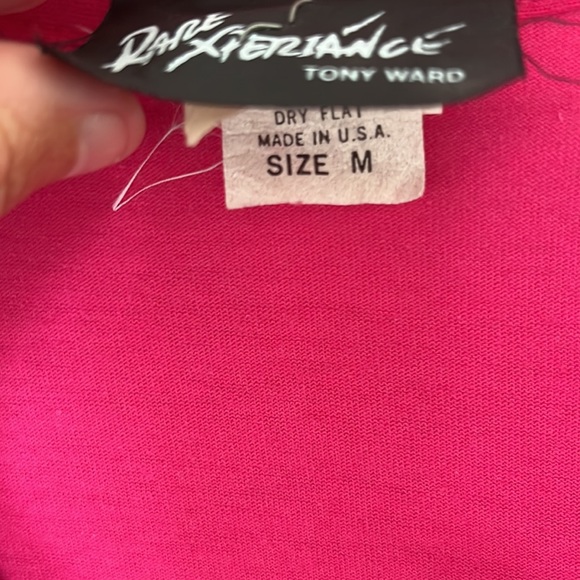 RARE XPERIANCE
TONY WARD
DRY FLAT
MADE IN U.S.A.
SIZE M